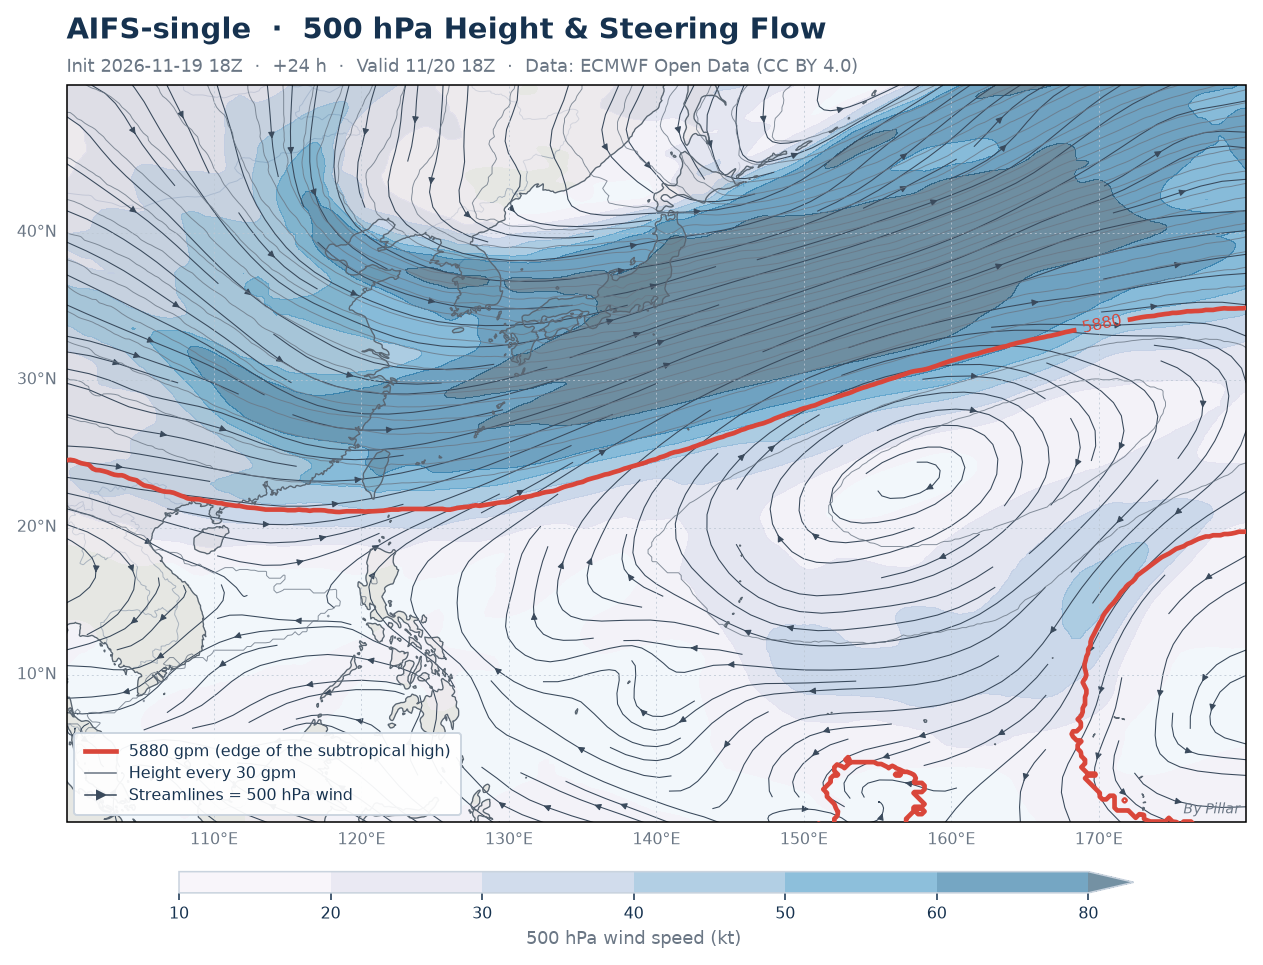 AIFS-single · 500 hPa Height & Steering Flow
Init 2026-11-19 18Z · +24 h · Valid 11/20 18Z · Data: ECMWF Open Data (CC BY 4.0)
40°N
30°N
20°N
10°N
5880
5880 gpm (edge of the subtropical high)
Height every 30 gpm
Streamlines = 500 hPa wind
By Pillar
110°E 120°E 130°E 140°E 150°E 160°E 170°E
10 20 30 40 50 60 80
500 hPa wind speed (kt)